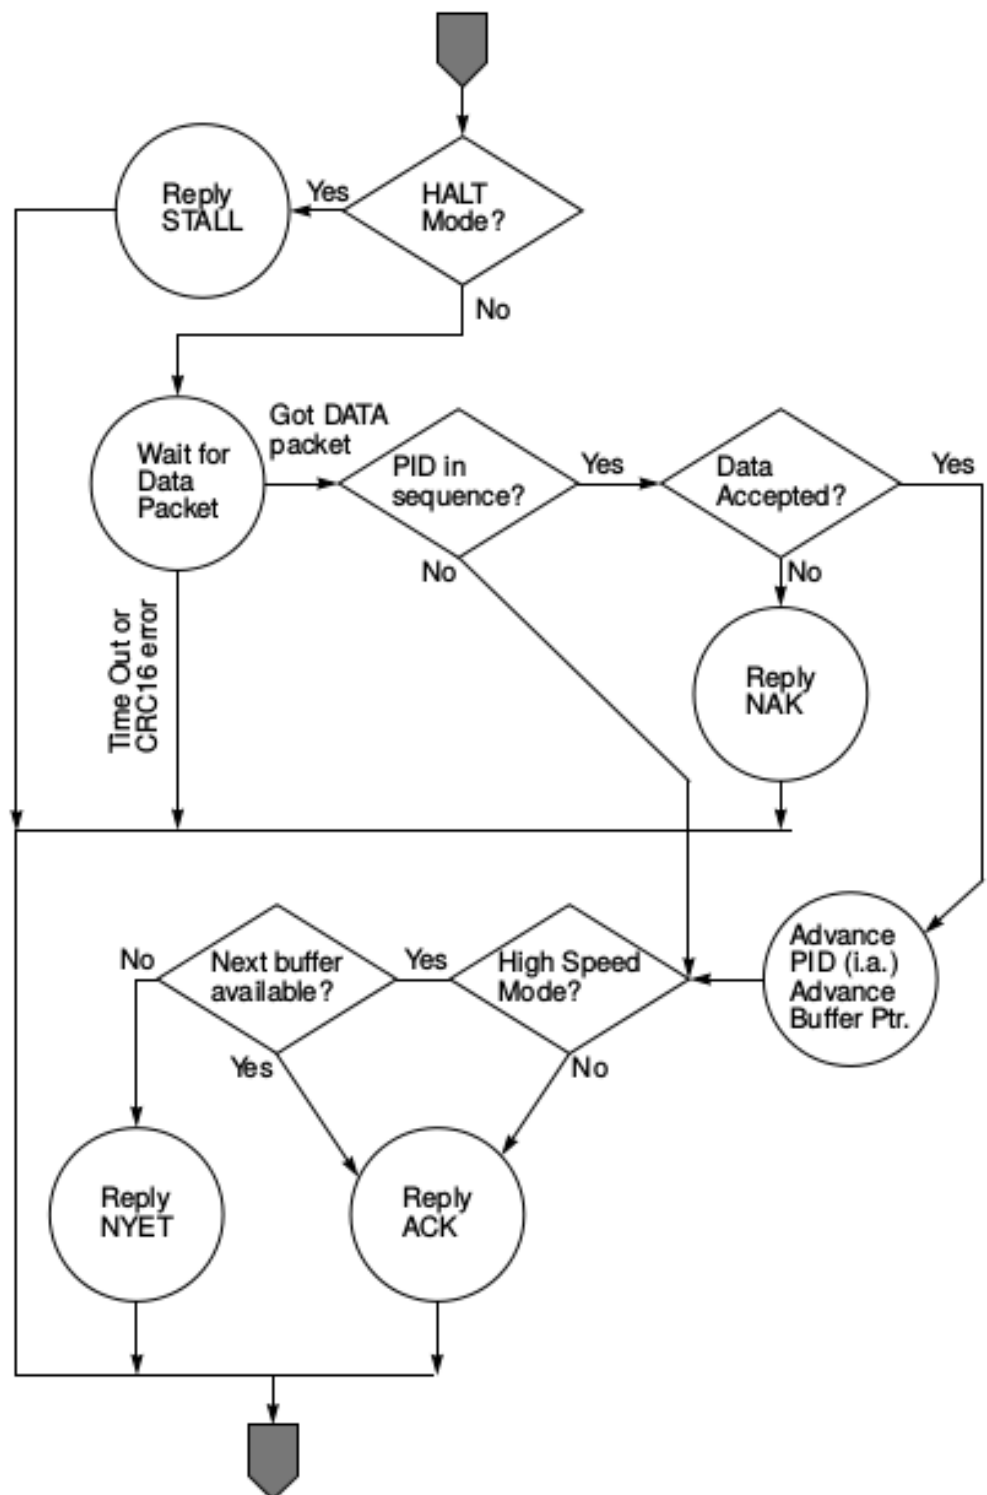 HALT
Mode?
Yes
Reply
STALL
No
Got DATA
packet
Wait for
Data
Packet
PID in
sequence?
Yes
Data
Accepted?
Yes
No
No
Time Out or
CRC16 error
Reply
NAK
Advance
PID (i.a.)
Advance
Buffer Ptr.
High Speed
Mode?
Yes
Next buffer
available?
No
Yes
No
Reply
NYET
Reply
ACK